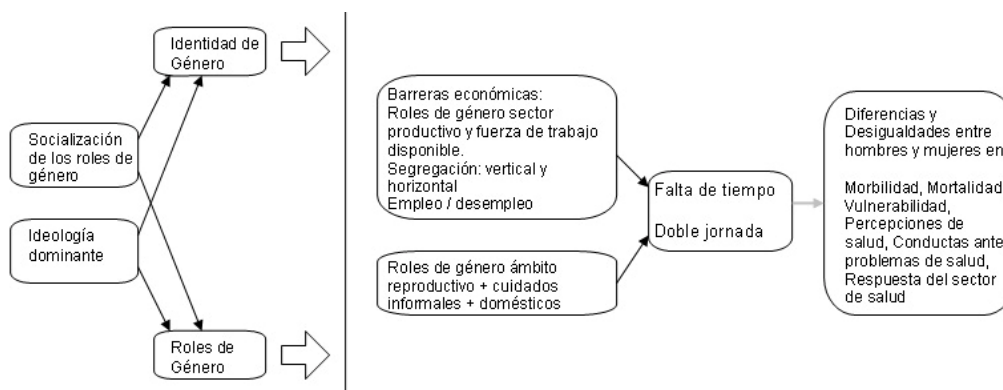 Identidad de
Género
Socialización
de los roles de
género
Ideología
dominante
Roles de
Género
Barreras económicas:
Roles de género sector
productivo y fuerza de trabajo
disponible.
Segregación: vertical y
horizontal
Empleo / desempleo
Roles de género ámbito
reproductivo + cuidados
informales + domésticos
Falta de tiempo
Doble jornada
Diferencias y
Desigualdades entre
hombres y mujeres en
Morbilidad, Mortalidad
Vulnerabilidad,
Percepciones de
salud, Conductas ante
problemas de salud,
Respuesta del sector
de salud